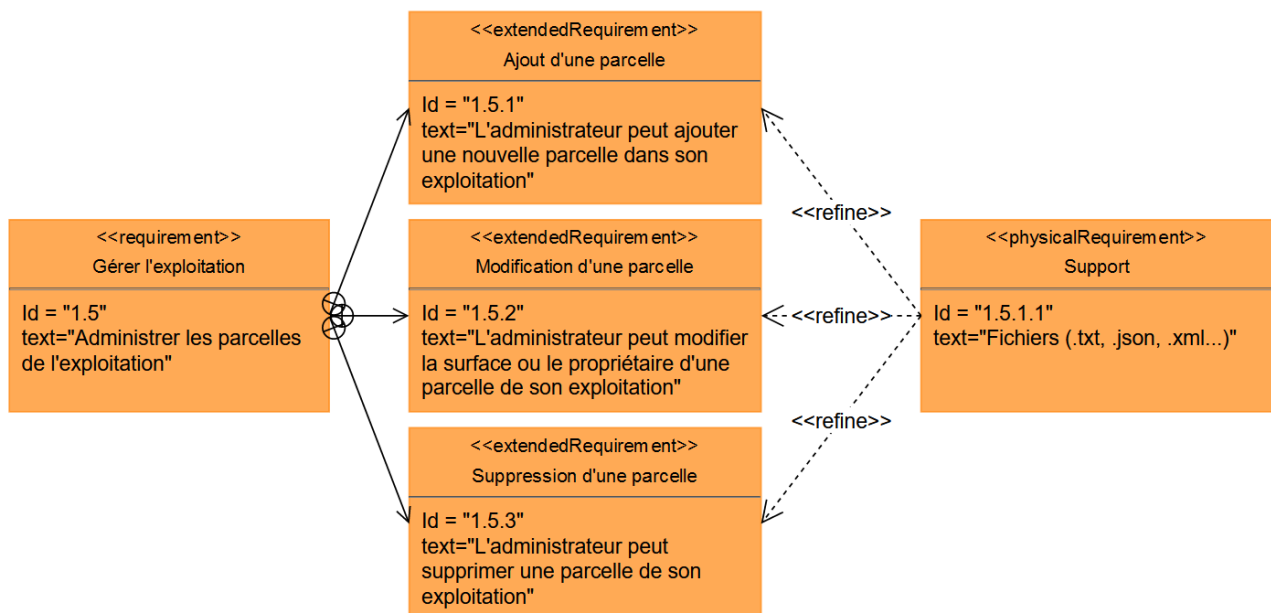 <<extendedRequirement>>
Ajout d'une parcelle
Id = "1.5.1"
text="L'administrateur peut ajouter
une nouvelle parcelle dans son
exploitation"
<<refine>>
<<requirement>>
Gérer l'exploitation
Id = "1.5"
text="Administrer les parcelles
de l'exploitation"
<<extendedRequirement>>
Modification d'une parcelle
Id = "1.5.2"
text="L'administrateur peut modifier
la surface ou le propriétaire d'une
parcelle de son exploitation"
<<refine>>
<<physicalRequirement>>
Support
Id = "1.5.1.1"
text="Fichiers (.txt, .json, .xml...)"
<<refine>>
<<extendedRequirement>>
Suppression d'une parcelle
Id = "1.5.3"
text="L'administrateur peut
supprimer une parcelle de son
exploitation"